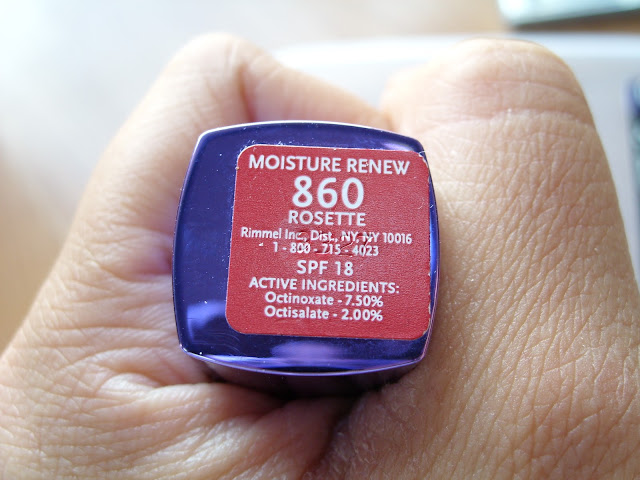 MOISTURE RENEW
860
ROSETTE
Rimmel Inc., Dist., NY, NY 10016
1 - 800 - 715 - 4023
SPF 18
ACTIVE INGREDIENTS:
Octinoxate - 7.50%
Octisalate - 2.00%